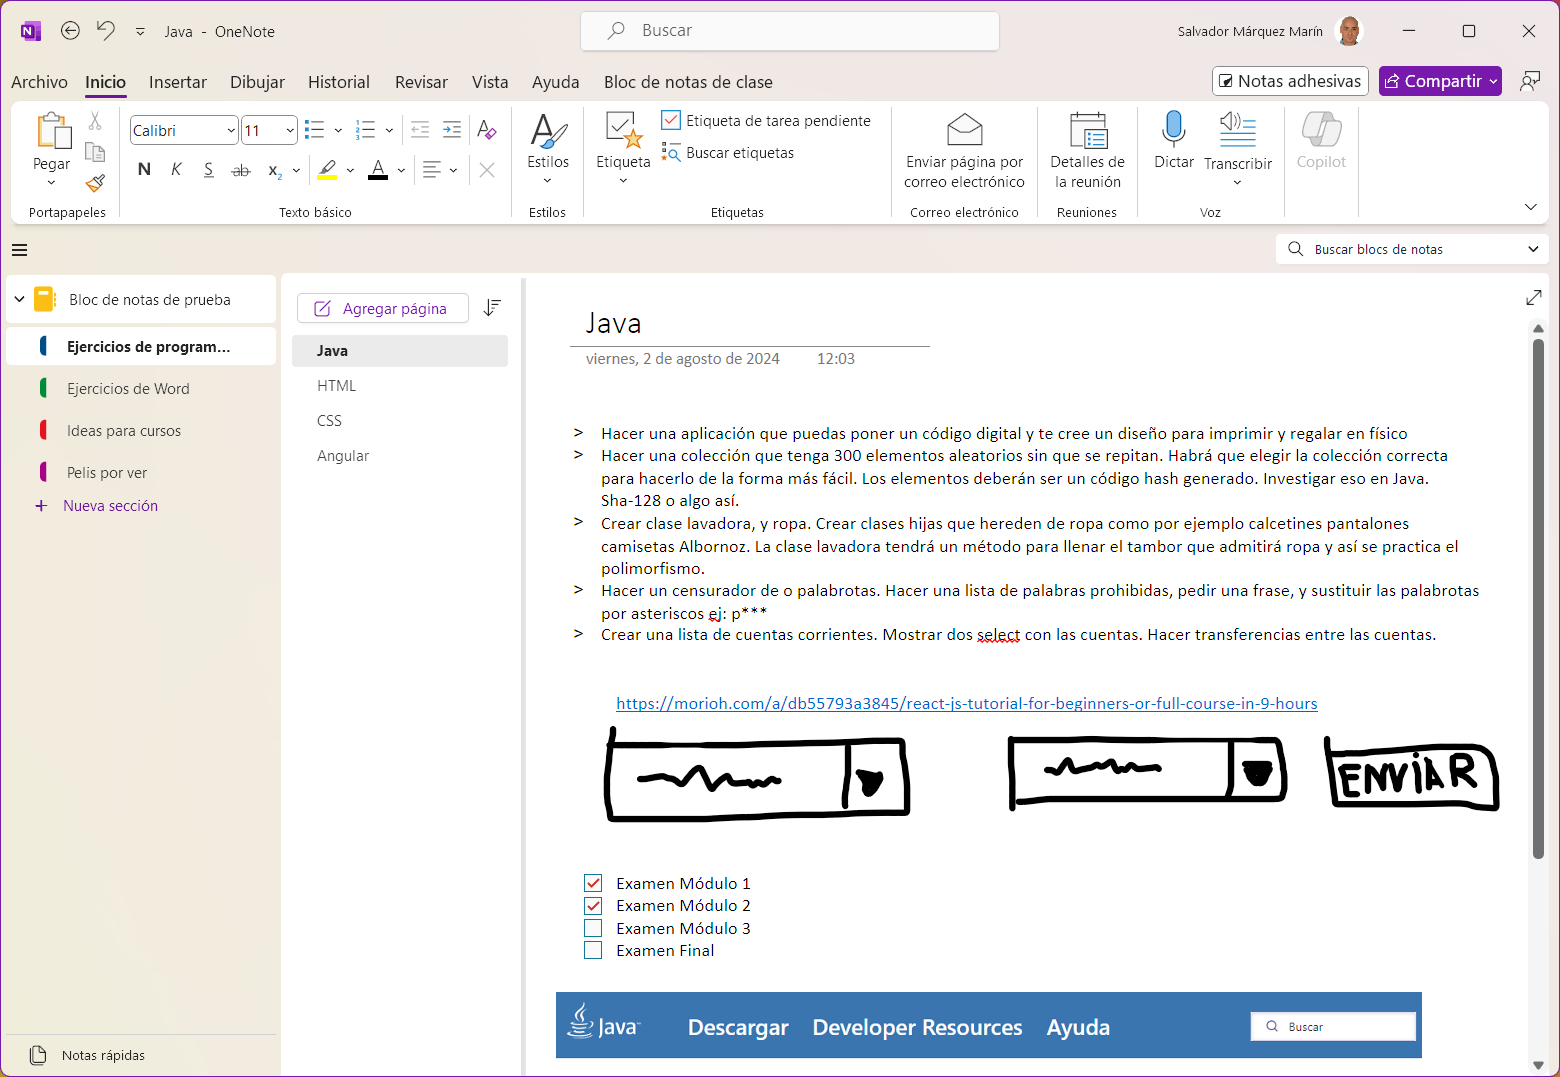 Java - OneNote
Buscar
Salvador Márquez Marín
Archivo Inicio Insertar Dibujar Historial Revisar Vista Ayuda Bloc de notas de clase
Notas adhesivas
Compartir
Pegar
Portapapeles
Calibri 11
N K S ab x2 A
Texto básico
Estilos
Estilos
Etiqueta
Etiqueta de tarea pendiente
Buscar etiquetas
Etiquetas
Enviar página por
correo electrónico
Correo electrónico
Detalles de
la reunión
Reuniones
Dictar
Transcribir
Voz
Copilot
Buscar blocs de notas
Bloc de notas de prueba
Ejercicios de program...
Ejercicios de Word
Ideas para cursos
Pelis por ver
+ Nueva sección
Notas rápidas
Agregar página
Java
HTML
CSS
Angular
Java
viernes, 2 de agosto de 2024 12:03
> Hacer una aplicación que puedas poner un código digital y te cree un diseño para imprimir y regalar en físico
> Hacer una colección que tenga 300 elementos aleatorios sin que se repitan. Habrá que elegir la colección correcta
para hacerlo de la forma más fácil. Los elementos deberán ser un código hash generado. Investigar eso en Java.
Sha-128 o algo así.
> Crear clase lavadora, y ropa. Crear clases hijas que hereden de ropa como por ejemplo calcetines pantalones
camisetas Albornoz. La clase lavadora tendrá un método para llenar el tambor que admitirá ropa y así se practica el
polimorfismo.
> Hacer un censurador de o palabrotas. Hacer una lista de palabras prohibidas, pedir una frase, y sustituir las palabrotas
por asteriscos ej: p***
> Crear una lista de cuentas corrientes. Mostrar dos select con las cuentas. Hacer transferencias entre las cuentas.
https://morioh.com/a/db55793a3845/react-js-tutorial-for-beginners-or-full-course-in-9-hours
ENVIAR
Examen Módulo 1
Examen Módulo 2
Examen Módulo 3
Examen Final
Java Descargar Developer Resources Ayuda Buscar